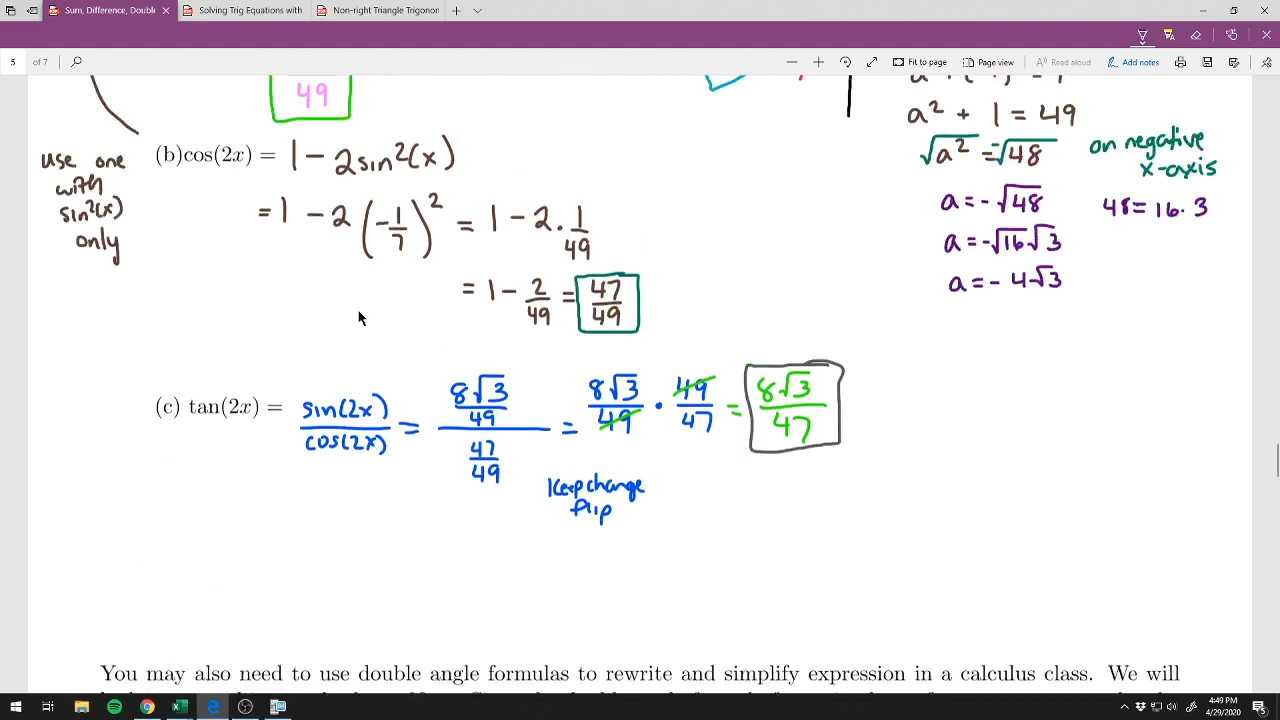 Sum, Difference, Double
Solving Trig Equations with
Non-right Triangle Trigonom
5 of 7
Fit to page
Page view
Read aloud
Add notes
49
a² + 1 = 49
√a² = -√48
on negative
x-axis
a = -√48
48 = 16 · 3
a = -√16 √3
a = - 4√3
use one
with
sin²(x)
only
(b) cos(2x) = 1 - 2sin²(x)
= 1 - 2 (-1/7)² = 1 - 2 · 1/49
= 1 - 2/49 = 47/49
(c) tan(2x) = sin(2x)/cos(2x) = (8√3/49)/(47/49) = 8√3/49 · 49/47 = 8√3/47
Keep change
flip
You may also need to use double angle formulas to rewrite and simplify expression in a calculus class. We will
4:49 PM
4/29/2020